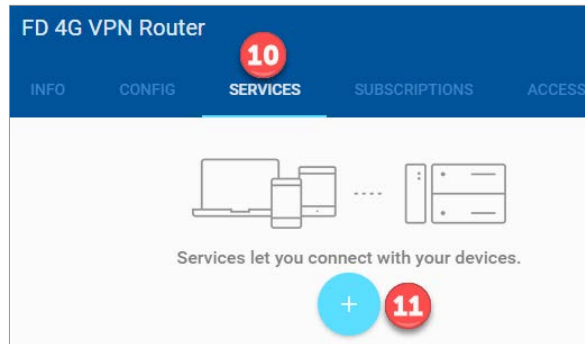 FD 4G VPN Router
10
INFO CONFIG SERVICES SUBSCRIPTIONS ACCESS
Services let you connect with your devices.
+ 11